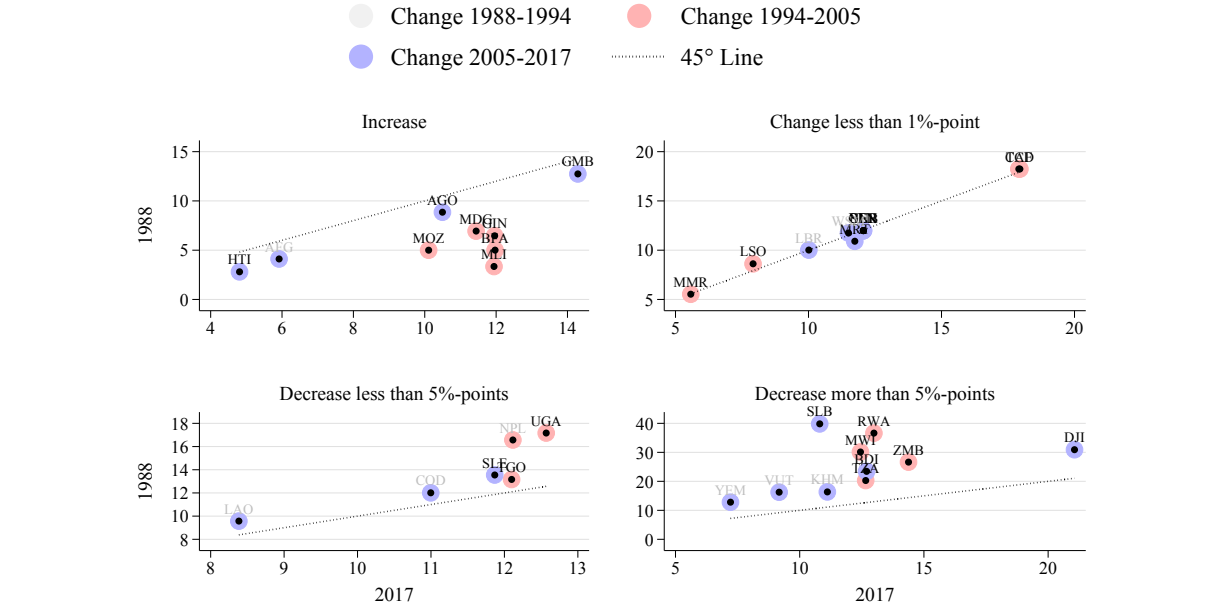 Change 1988-1994 Change 1994-2005
Change 2005-2017 45° Line
Increase
1988
15
10
5
0
HTI
AFG
AGO
MOZ
MDG
GIN
BFA
MLI
GMB
4 6 8 10 12 14
Change less than 1%-point
20
15
10
5
MMR
LSO
LBR
MRT
TCD
5 10 15 20
Decrease less than 5%-points
1988
18
16
14
12
10
8
LAO
COD
SLE
TGO
NPL
UGA
8 9 10 11 12 13
2017
Decrease more than 5%-points
40
30
20
10
0
YEM
VUT
KHM
SLB
RWA
MWI
BDI
TZA
ZMB
DJI
5 10 15 20
2017